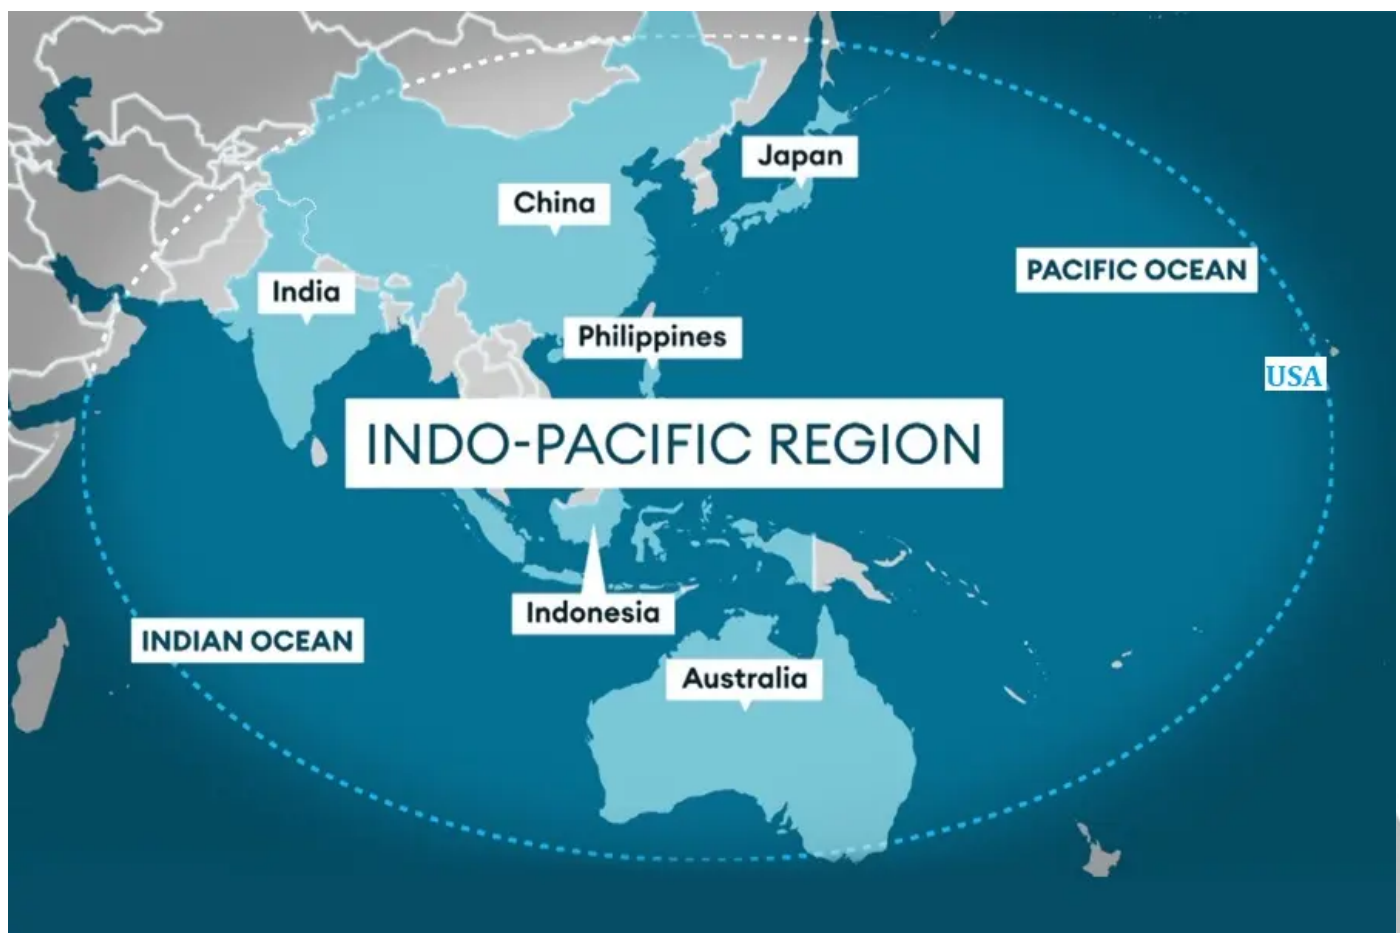 Japan
China
PACIFIC OCEAN
India
Philippines
USA
INDO-PACIFIC REGION
Indonesia
INDIAN OCEAN
Australia